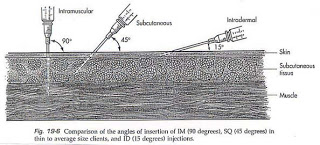 Intramuscular
Subcutaneous
Intradermal
90°
45°
15°
Skin
Subcutaneous
tissue
Muscle
Fig. 19-6 Comparison of the angles of insertion of IM (90 degrees), SQ (45 degrees) in
thin to average size clients, and ID (15 degrees) injections.